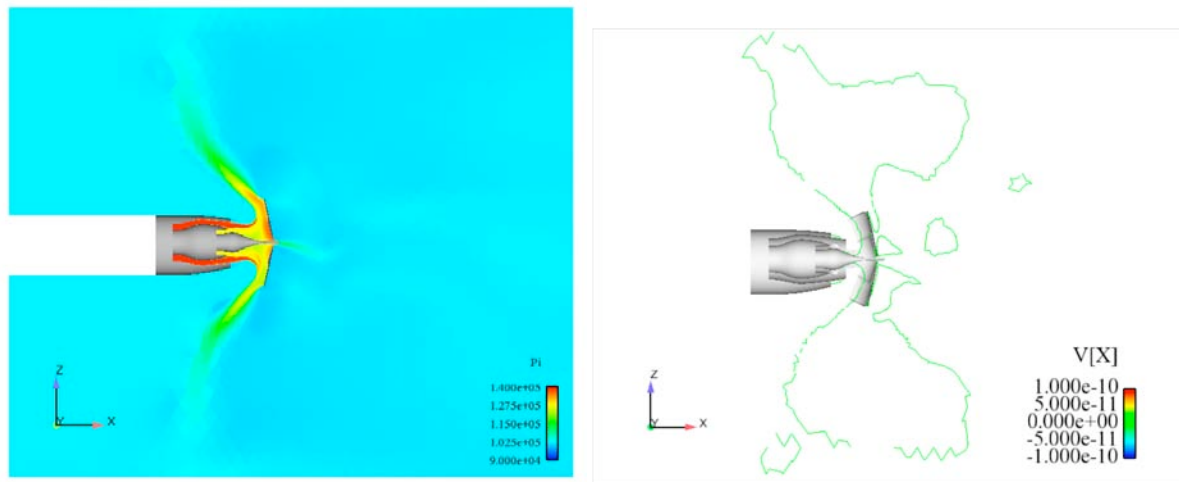 Pi
1.400e+05
1.275e+05
1.150e+05
1.025e+05
9.000e+04
Z
Y
X
V[X]
1.000e-10
5.000e-11
0.000e+00
-5.000e-11
-1.000e-10
Z
Y
X